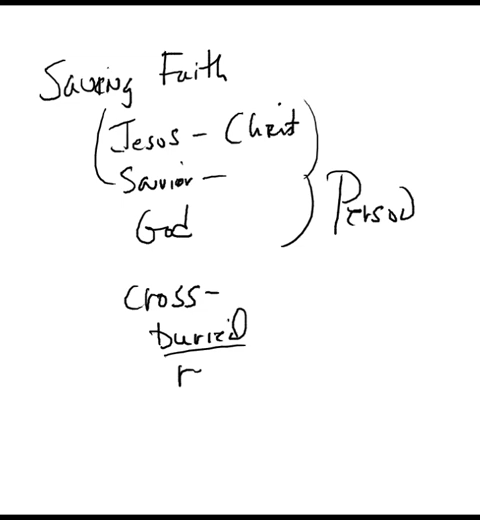 Saving Faith
Jesus - Christ
Savior -
God
Person
Cross -
buried
r